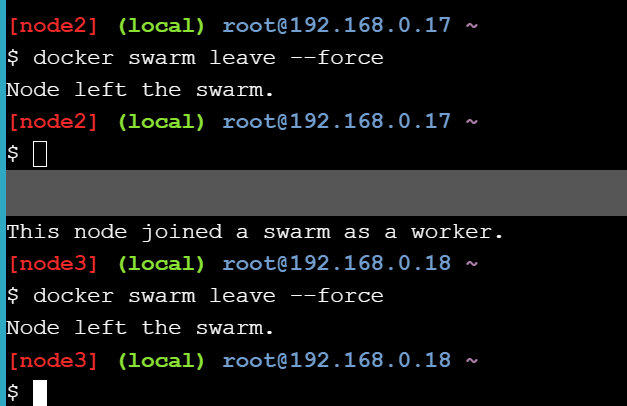 [node2] (local) root@192.168.0.17 ~
$ docker swarm leave --force
Node left the swarm.
[node2] (local) root@192.168.0.17 ~
$
This node joined a swarm as a worker.
[node3] (local) root@192.168.0.18 ~
$ docker swarm leave --force
Node left the swarm.
[node3] (local) root@192.168.0.18 ~
$